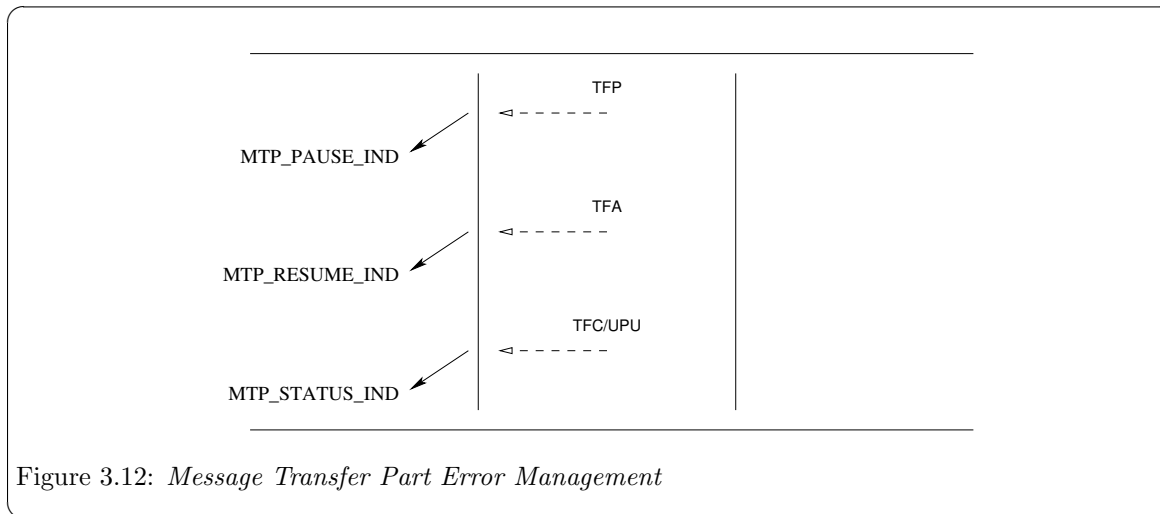 TFP
MTP_PAUSE_IND
TFA
MTP_RESUME_IND
TFC/UPU
MTP_STATUS_IND
Figure 3.12: Message Transfer Part Error Management